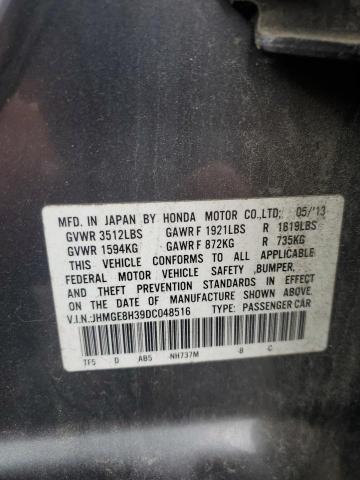 MFD. IN JAPAN BY HONDA MOTOR CO.,LTD; 05/'13
GVWR 3512LBS GAWR F 1921LBS R 1619LBS
GVWR 1594KG GAWR F 872KG R 735KG
THIS VEHICLE CONFORMS TO ALL APPLICABLE
FEDERAL MOTOR VEHICLE SAFETY ,BUMPER,
AND THEFT PREVENTION STANDARDS IN EFFECT
ON THE DATE OF MANUFACTURE SHOWN ABOVE.
V.I.N.:JHMGE8H39DC048516 TYPE: PASSENGER CAR
TF5 D AB5 NH737M B C